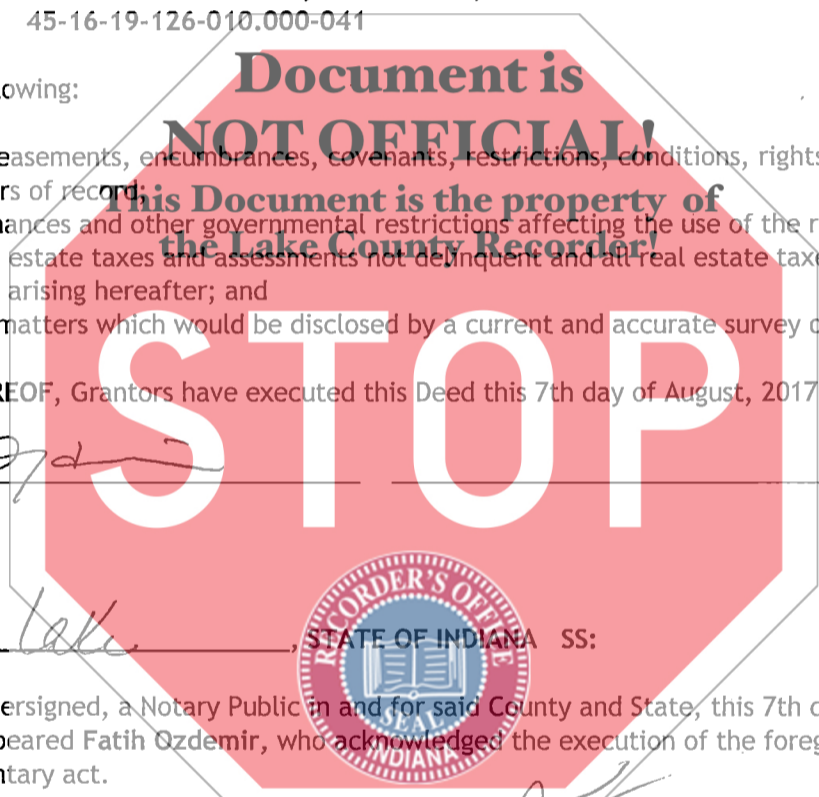 45-16-19-126-010.000-041
Document is
owing:
NOT OFFICIAL!
easements, encumbrances, covenants, restrictions, conditions, rights
rs of record;
This Document is the property of
ances and other governmental restrictions affecting the use of the r
the Lake County Recorder!
estate taxes and assessments not delinquent and all real estate taxe
arising hereafter; and
matters which would be disclosed by a current and accurate survey o
STOP
REOF, Grantors have executed this Deed this 7th day of August, 2017
RECORDER'S OFFICE
Lake, STATE OF INDIANA SS:
ersigned, a Notary Public in and for said County and State, this 7th d
SEAL
INDIANA
peared Fatih Ozdemir, who acknowledged the execution of the foreg
ntary act.